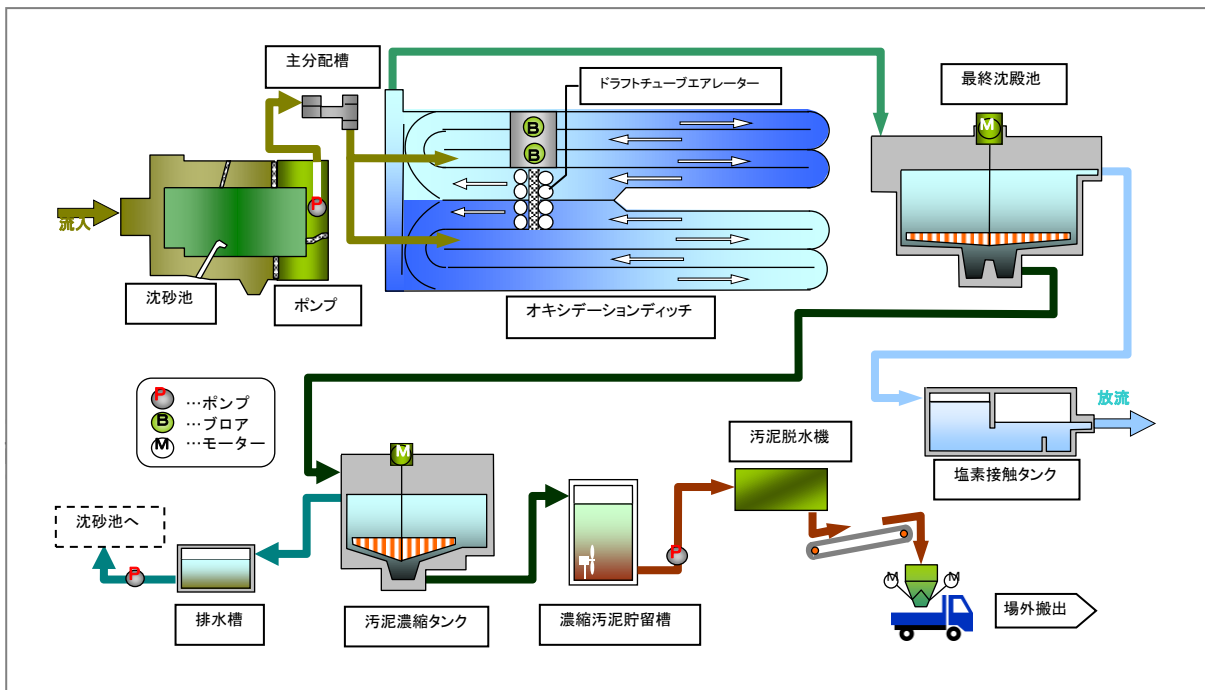 主分配槽
ドラフトチューブエアレーター
最終沈殿池
M
B
B
P
流入
沈砂池
ポンプ
オキシデーションディッチ
P …ポンプ
B …ブロア
M …モーター
放流
塩素接触タンク
汚泥脱水機
M
沈砂池へ
P
P
M
M
排水槽
汚泥濃縮タンク
濃縮汚泥貯留槽
場外搬出